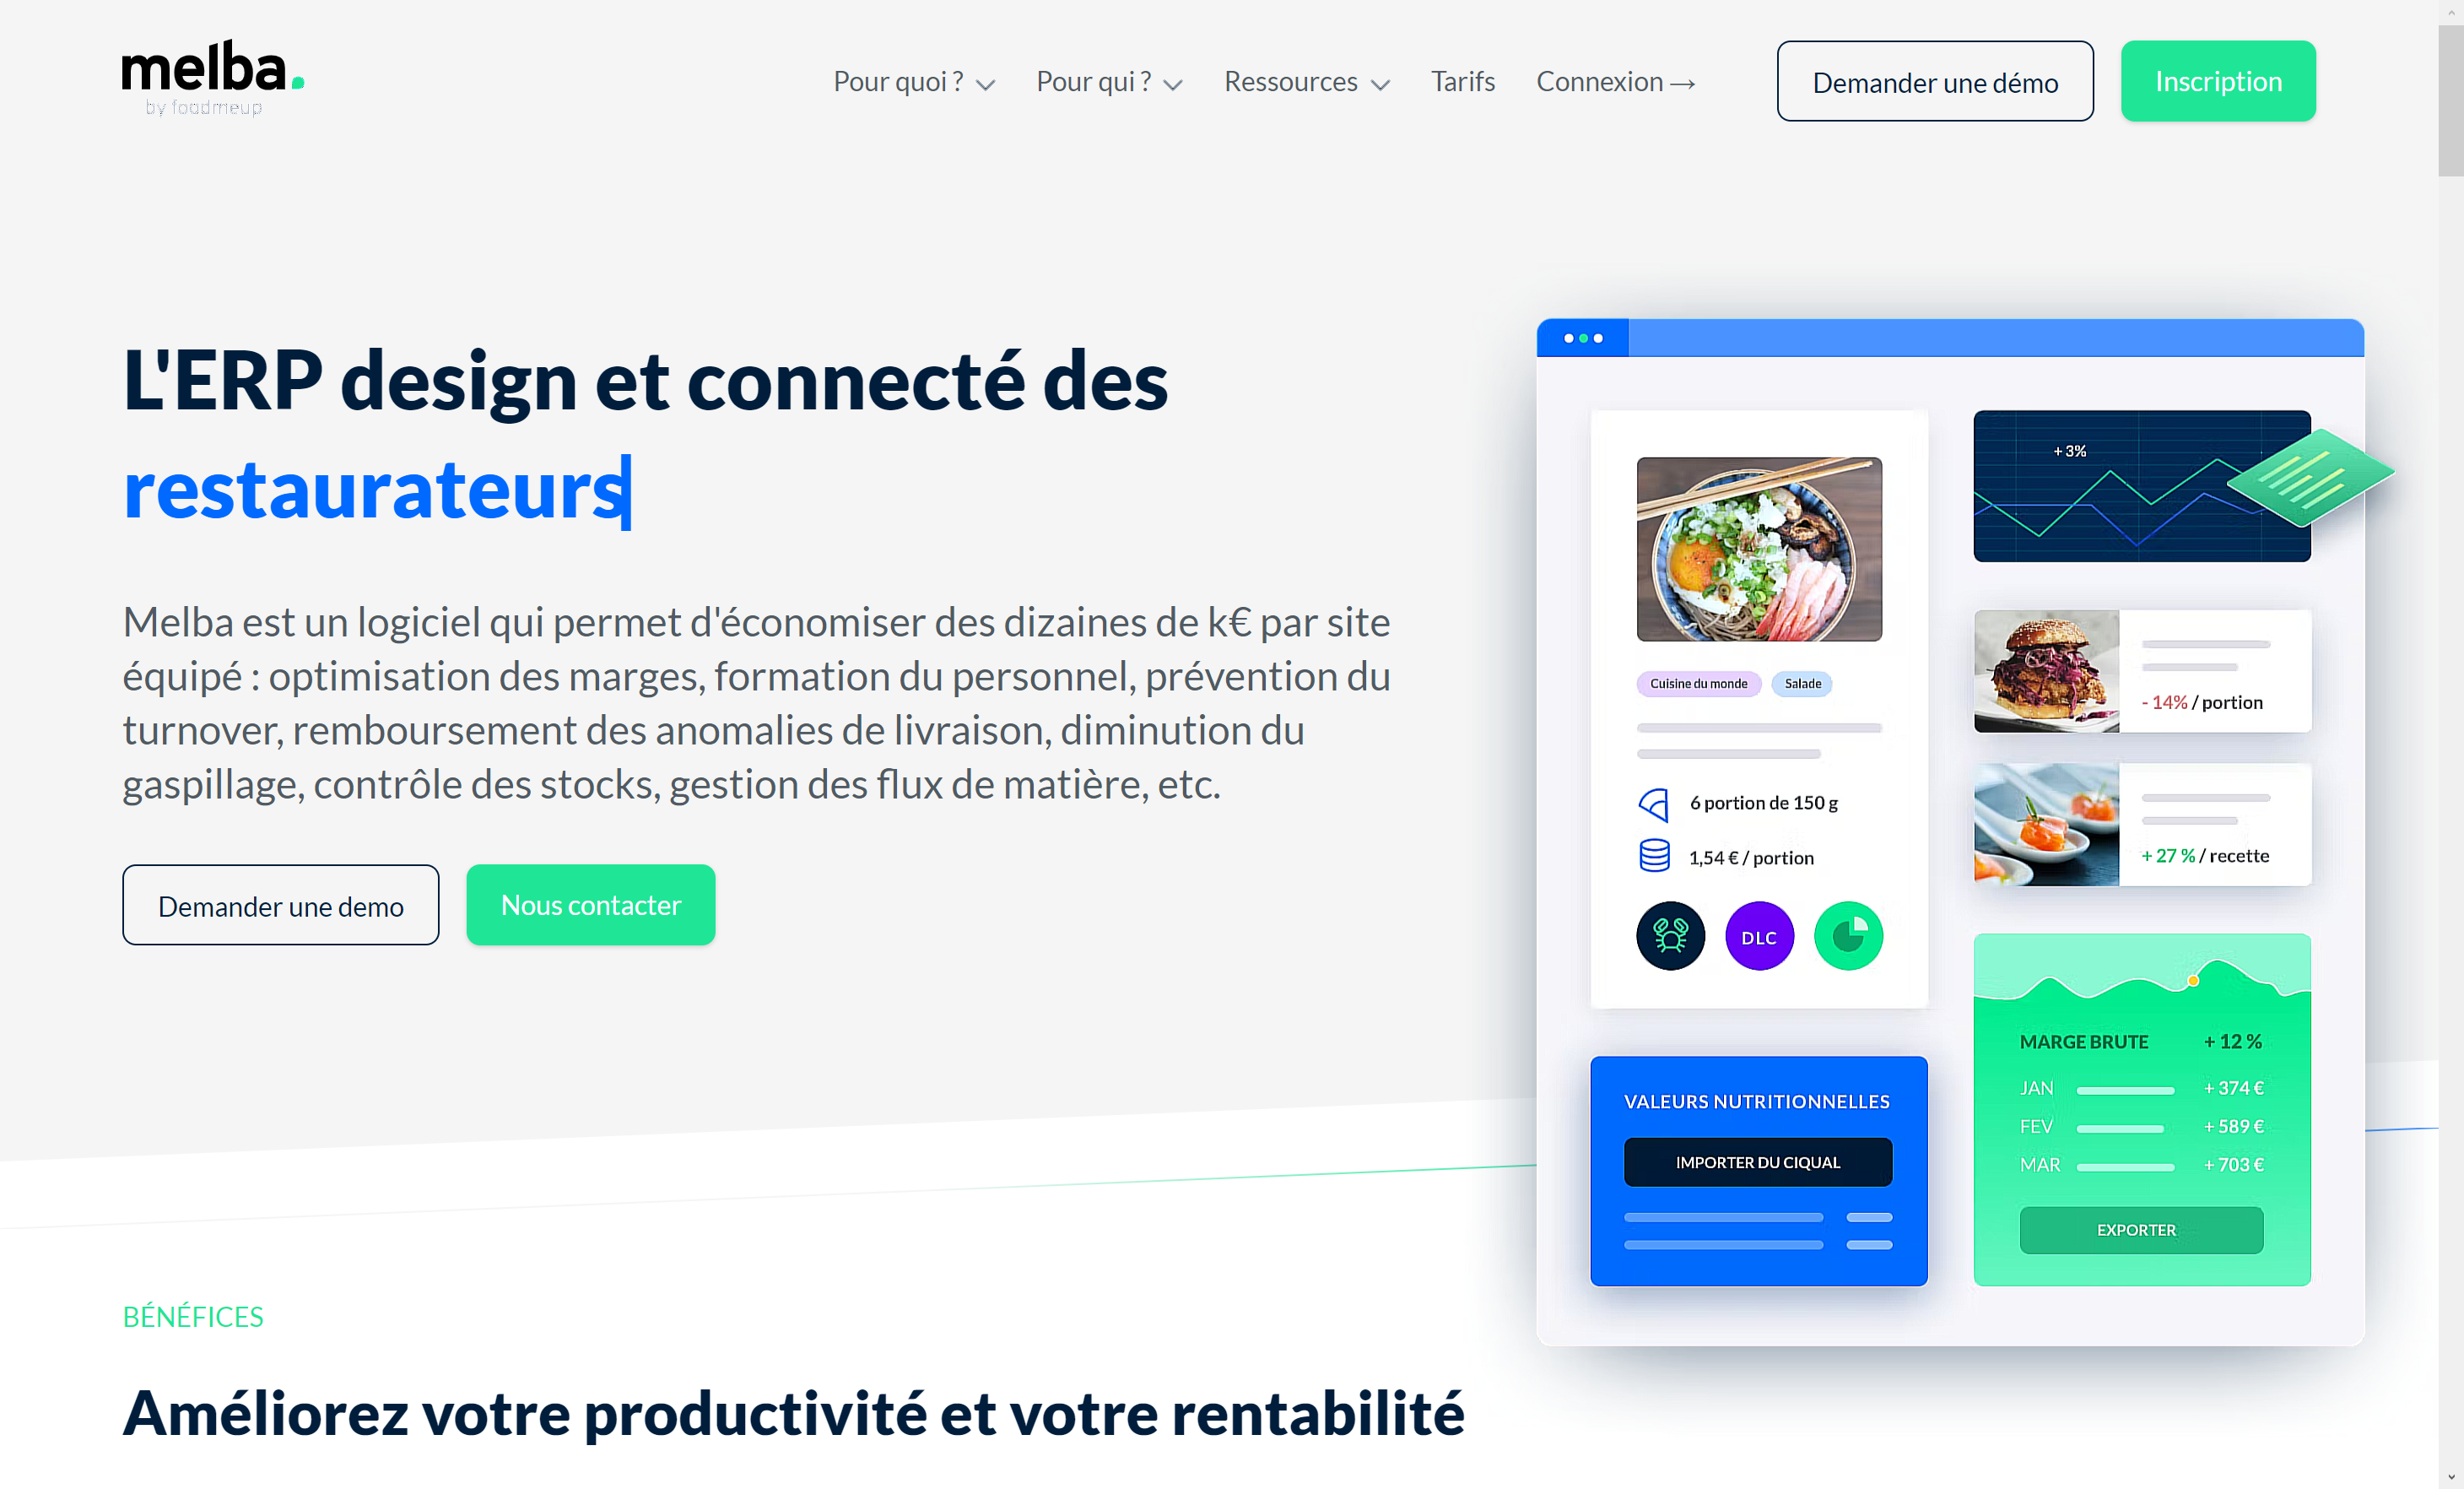 melba.
by foodmeup
Pour quoi ?
Pour qui ?
Ressources
Tarifs
Connexion →
Demander une démo
Inscription
L'ERP design et connecté des
restaurateurs
Melba est un logiciel qui permet d'économiser des dizaines de k€ par site
équipé : optimisation des marges, formation du personnel, prévention du
turnover, remboursement des anomalies de livraison, diminution du
gaspillage, contrôle des stocks, gestion des flux de matière, etc.
Demander une demo
Nous contacter
Cuisine du monde
Salade
6 portion de 150 g
1,54 € / portion
DLC
VALEURS NUTRITIONNELLES
IMPORTER DU CIQUAL
+ 3%
- 14% / portion
+ 27 % / recette
MARGE BRUTE + 12 %
JAN + 374 €
FEV + 589 €
MAR + 703 €
EXPORTER
BÉNÉFICES
Améliorez votre productivité et votre rentabilité